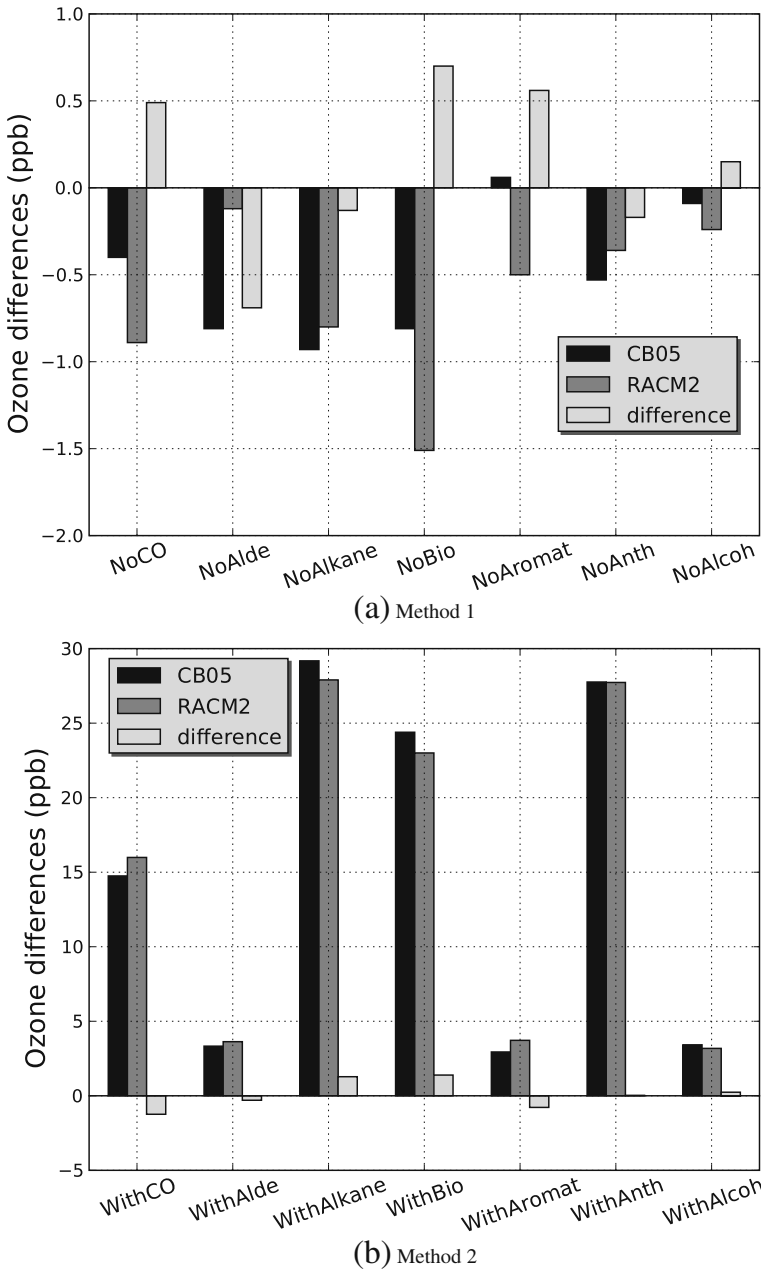 Ozone differences (ppb)
1.0
0.5
0.0
−0.5
−1.0
−1.5
−2.0
CB05
RACM2
difference
NoCO
NoAlde
NoAlkane
NoBio
NoAromat
NoAnth
NoAlcoh
(a) Method 1
Ozone differences (ppb)
30
25
20
15
10
5
0
−5
CB05
RACM2
difference
WithCO
WithAlde
WithAlkane
WithBio
WithAromat
WithAnth
WithAlcoh
(b) Method 2